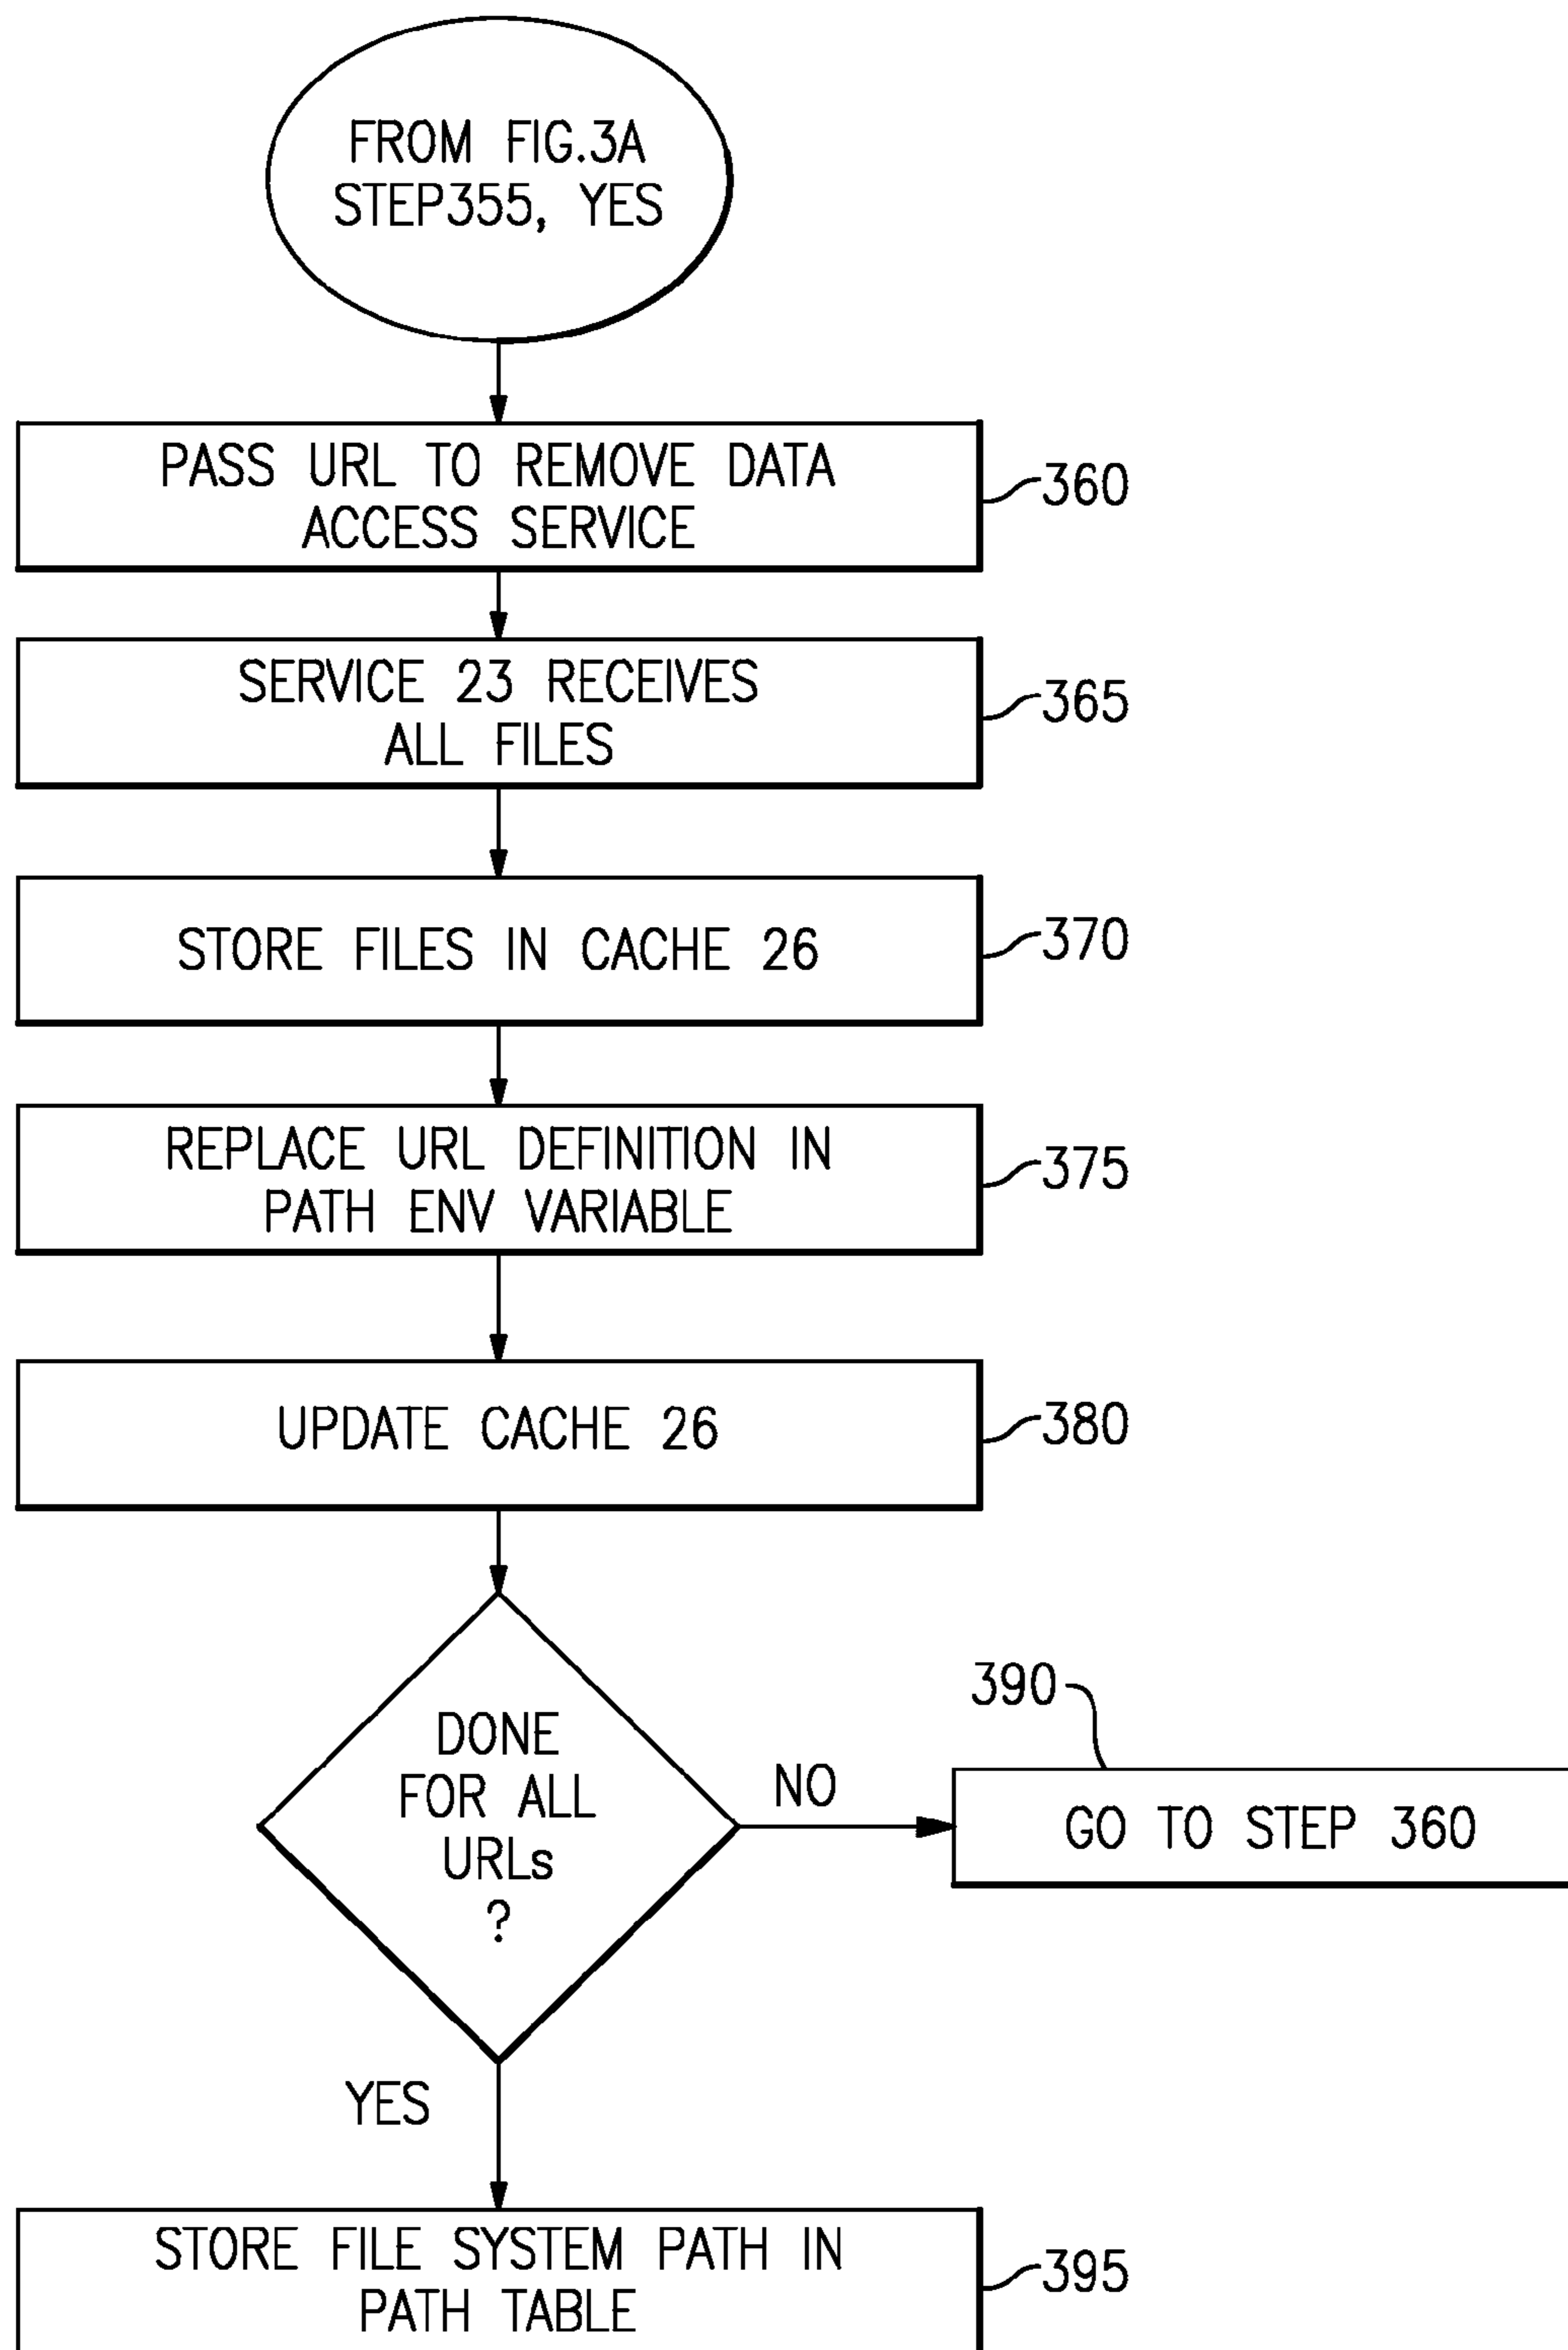 FROM FIG.3A
STEP355, YES
PASS URL TO REMOVE DATA
ACCESS SERVICE
360
SERVICE 23 RECEIVES
ALL FILES
365
STORE FILES IN CACHE 26
370
REPLACE URL DEFINITION IN
PATH ENV VARIABLE
375
UPDATE CACHE 26
380
DONE
FOR ALL
URLs
?
NO
390
GO TO STEP 360
YES
STORE FILE SYSTEM PATH IN
PATH TABLE
395